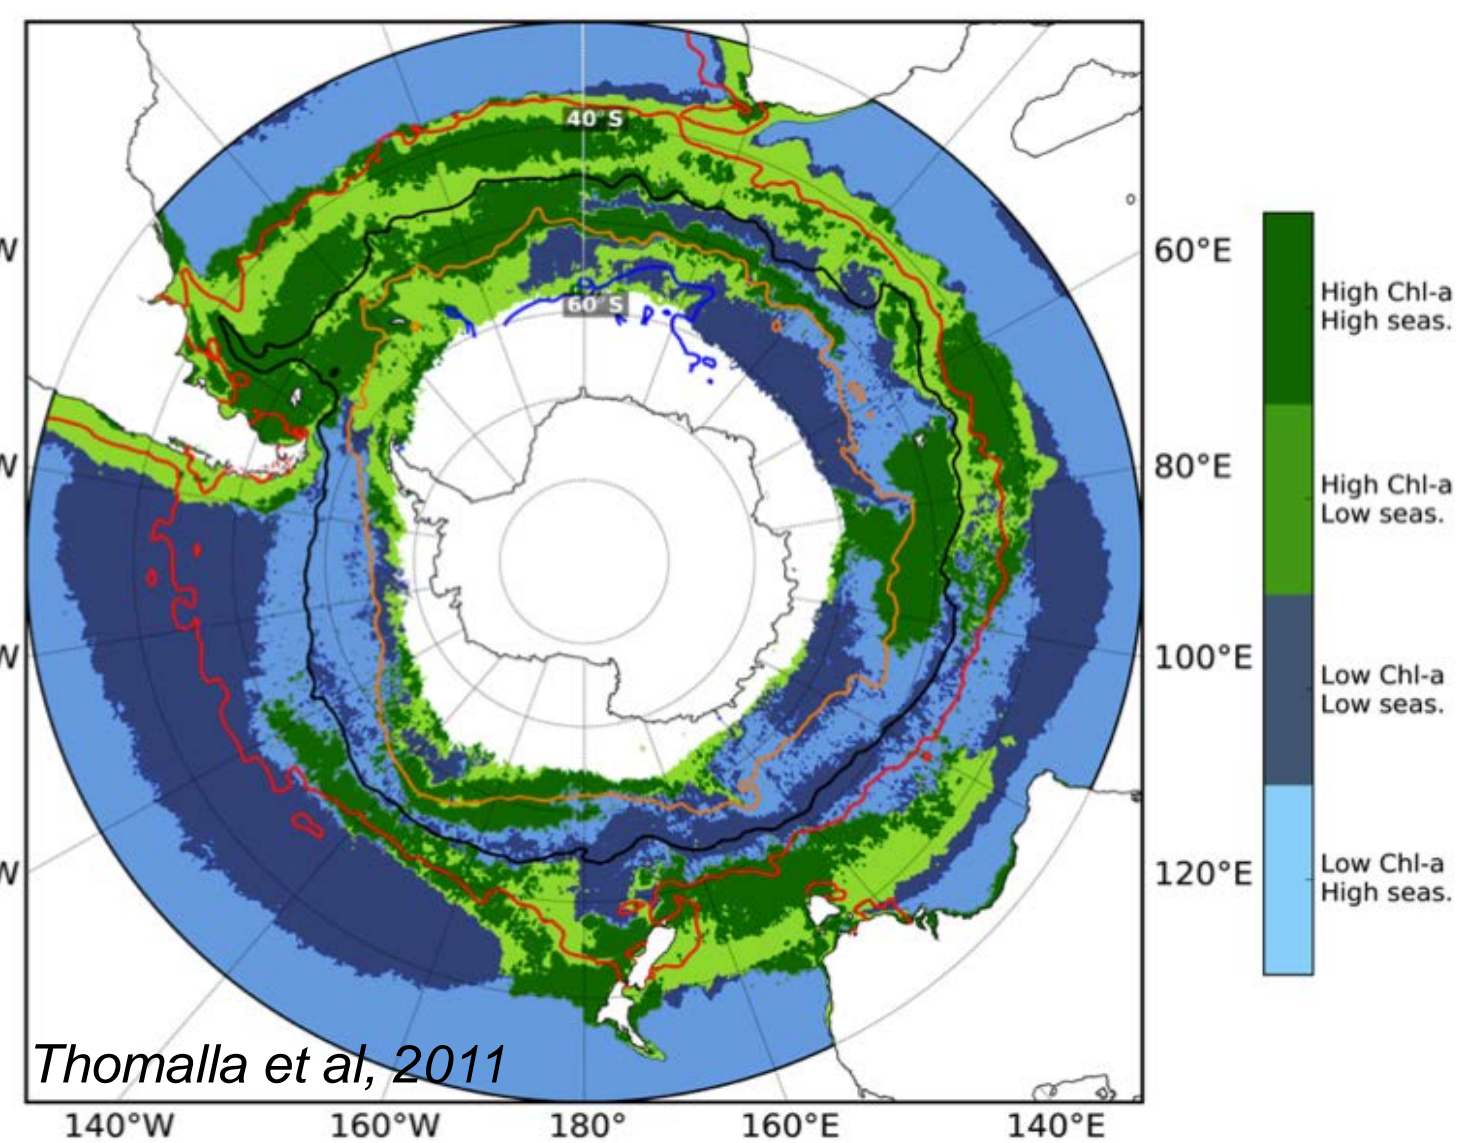 40°S
W
60°E
High Chl-a
High seas.
60°S
W
80°E
High Chl-a
Low seas.
W
100°E
Low Chl-a
Low seas.
W
120°E
Low Chl-a
High seas.
Thomalla et al, 2011
140°W 160°W 180° 160°E 140°E